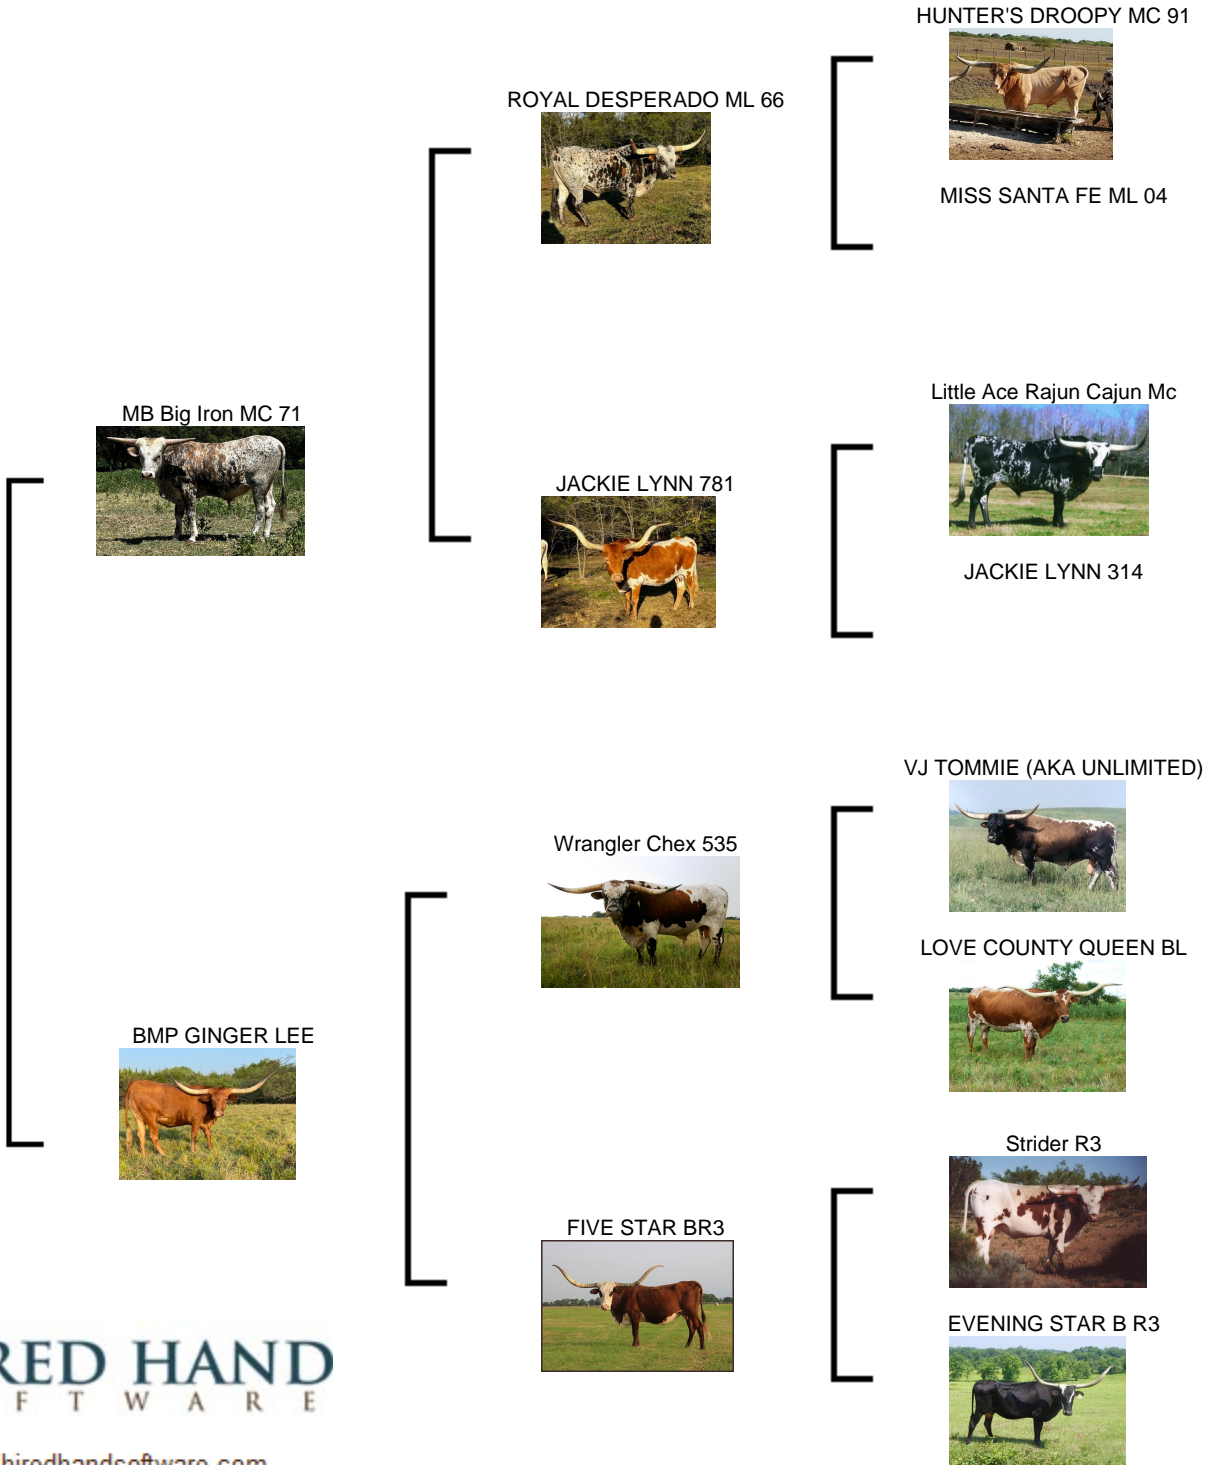 HUNTER'S DROOPY MC 91
ROYAL DESPERADO ML 66
MISS SANTA FE ML 04
MB Big Iron MC 71
Little Ace Rajun Cajun Mc
JACKIE LYNN 781
JACKIE LYNN 314
VJ TOMMIE (AKA UNLIMITED)
Wrangler Chex 535
LOVE COUNTY QUEEN BL
BMP GINGER LEE
Strider R3
FIVE STAR BR3
EVENING STAR B R3
RED HAND
F T W A R E
hiredhandsoftware.com